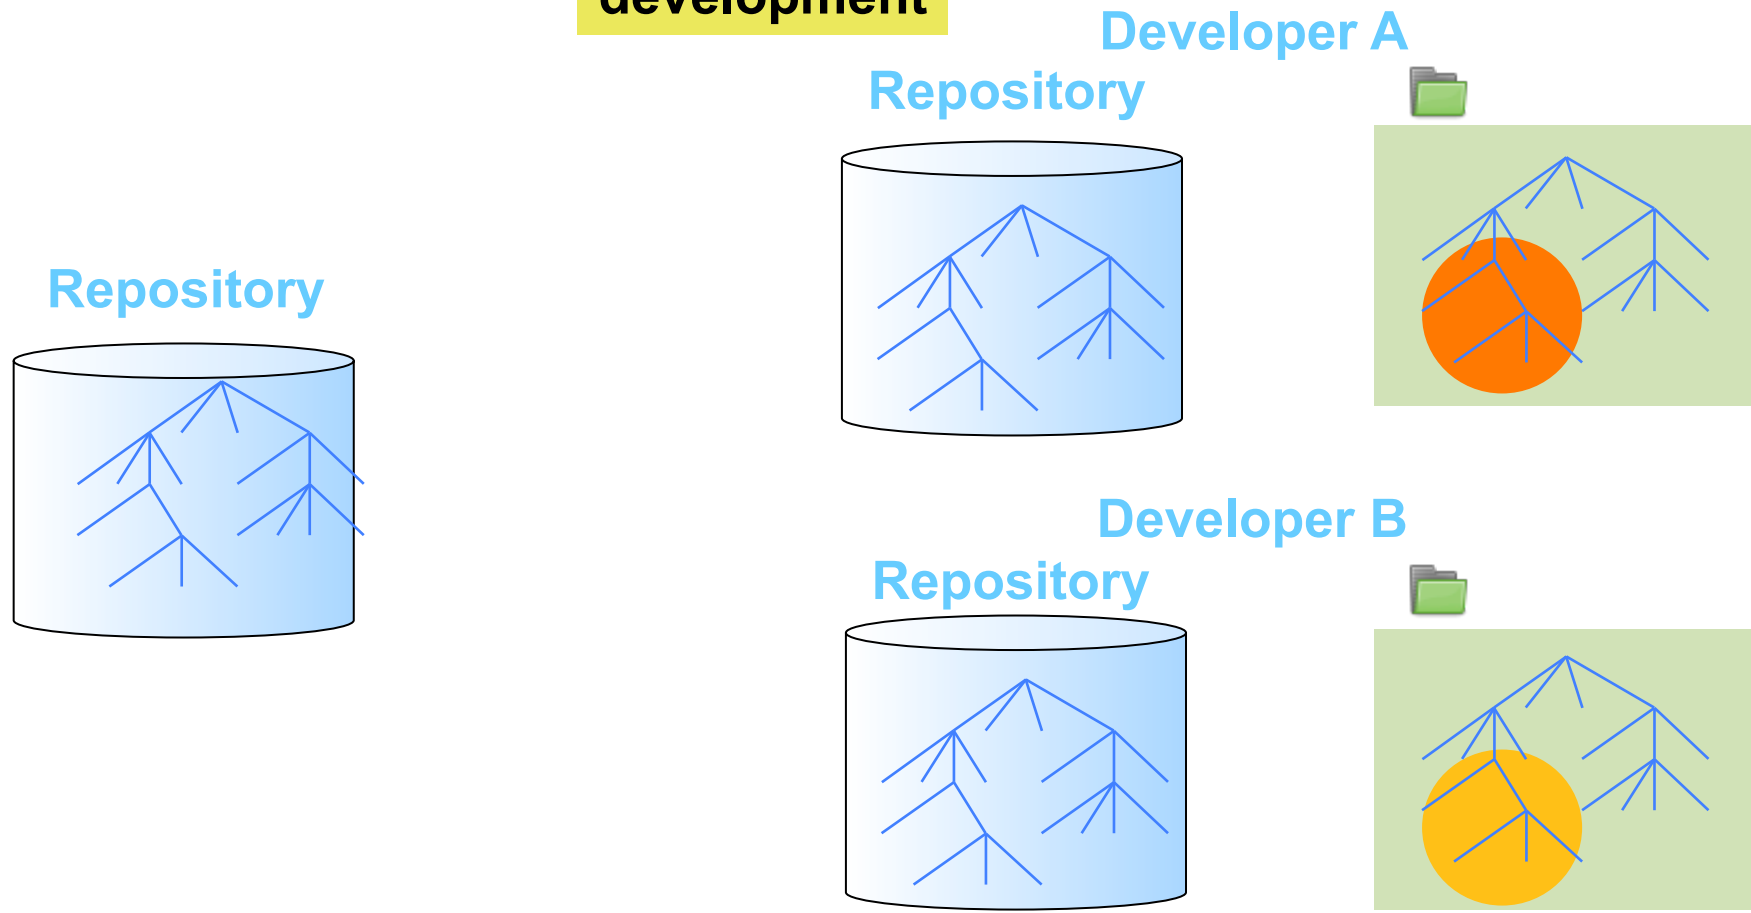 development
Developer A
Repository
Repository
Developer B
Repository